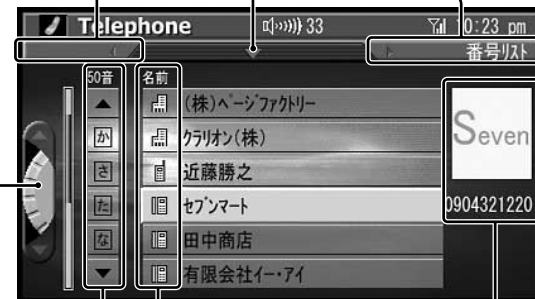 Telephone 33 10:23 pm
番号リスト
50音 名前
(株)ページファクトリー
か クラリオン(株)
さ 近藤勝之
た セブンマート
な 田中商店
有限会社イー・アイ
Seven
0904321220